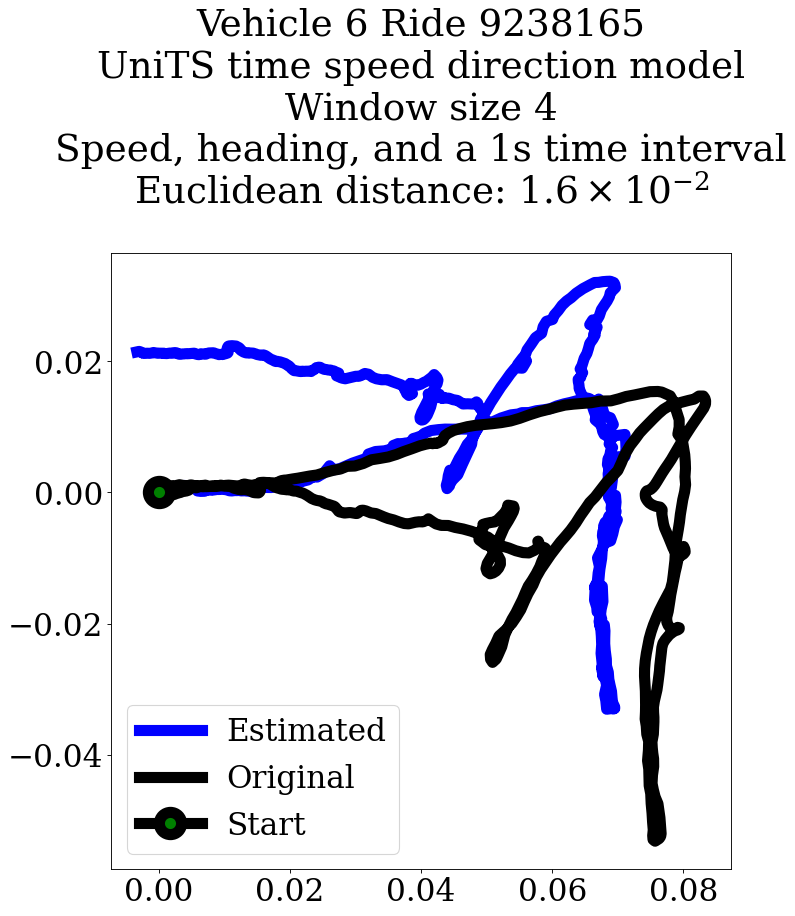 Vehicle 6 Ride 9238165
UniTS time speed direction model
Window size 4
Speed, heading, and a 1s time interval
Euclidean distance: 1.6 × 10⁻²
0.02
0.00
−0.02
−0.04
Estimated
Original
Start
0.00 0.02 0.04 0.06 0.08